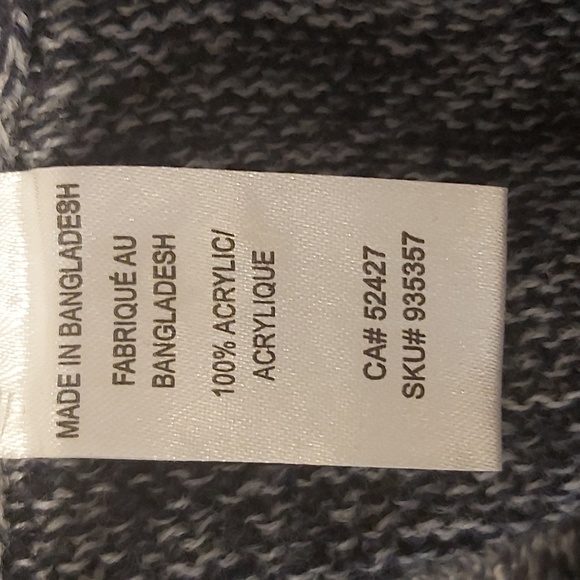 MADE IN BANGLADESH
FABRIQUÉ AU
BANGLADESH
100% ACRYLIC/
ACRYLIQUE
CA# 52427
SKU# 935357